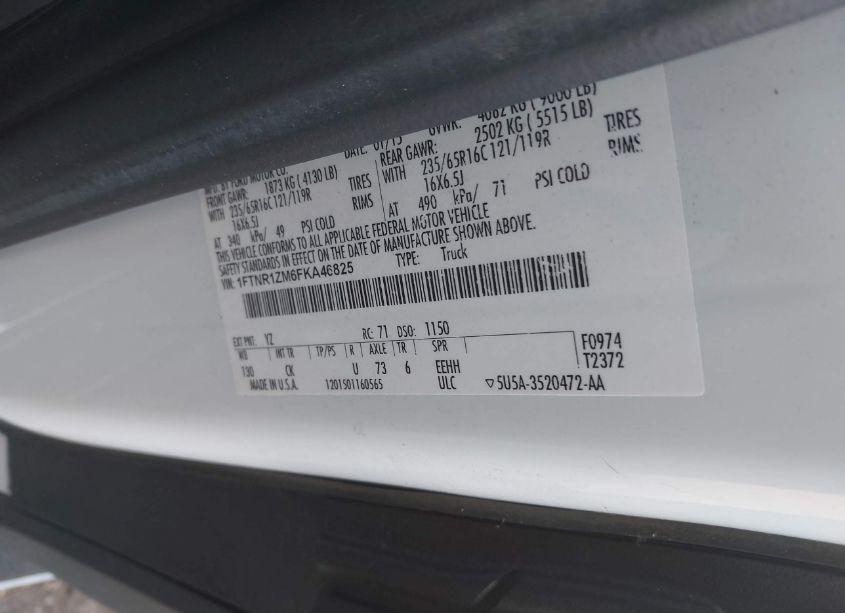 MFD. BY FORD MOTOR CO.
DATE: 01/15 GVWR: 4082 KG ( 9000 LB)
FRONT GAWR: 1873 KG ( 4130 LB) REAR GAWR: 2502 KG ( 5515 LB)
WITH 235/65R16C 121/119R TIRES WITH 235/65R16C 121/119R TIRES
16X6.5J RIMS 16X6.5J RIMS
AT 340 kPa/ 49 PSI COLD AT 490 kPa/ 71 PSI COLD
THIS VEHICLE CONFORMS TO ALL APPLICABLE FEDERAL MOTOR VEHICLE
SAFETY STANDARDS IN EFFECT ON THE DATE OF MANUFACTURE SHOWN ABOVE.
VIN: 1FTNR1ZM6FKA46825 TYPE: Truck
EXT PNT: YZ RC: 71 DSO: 1150
WB INT TR TP/PS R AXLE TR SPR F0974
130 CK U 73 6 EEHH T2372
MADE IN U.S.A. 1201501160565 ULC ▽5U5A-3520472-AA